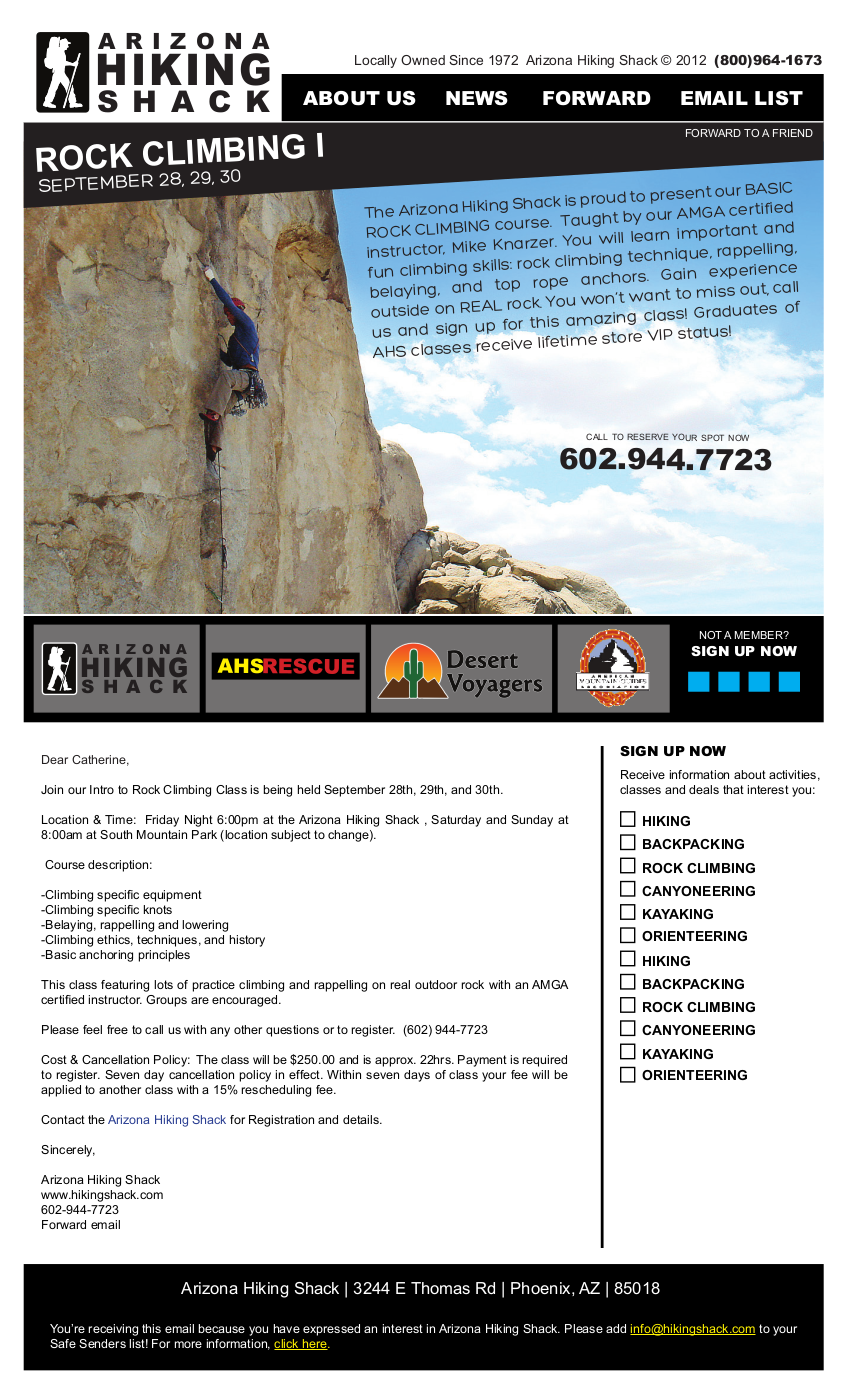 ARIZONA
HIKING
SHACK
Locally Owned Since 1972  Arizona Hiking Shack © 2012  (800)964-1673
ABOUT US NEWS FORWARD EMAIL LIST
FORWARD TO A FRIEND
ROCK CLIMBING I
SEPTEMBER 28, 29, 30
The Arizona Hiking Shack is proud to present our BASIC
ROCK CLIMBING course.  Taught by our AMGA certified
instructor, Mike Knarzer. You will learn important and
fun climbing skills: rock climbing technique, rappelling,
belaying, and top rope anchors. Gain experience
outside on REAL rock. You won't want to miss out, call
us and sign up for this amazing class! Graduates of
AHS classes receive lifetime store VIP status!
CALL TO RESERVE YOUR SPOT NOW
602.944.7723
ARIZONA
HIKING
SHACK
AHSRESCUE
Desert
Voyagers
AMERICAN
MOUNTAIN GUIDES
ASSOCIATION
NOT A MEMBER?
SIGN UP NOW
Dear Catherine,
Join our Intro to Rock Climbing Class is being held September 28th, 29th, and 30th.
Location & Time:  Friday Night 6:00pm at the Arizona Hiking Shack , Saturday and Sunday at
8:00am at South Mountain Park (location subject to change).
Course description:
-Climbing specific equipment
-Climbing specific knots
-Belaying, rappelling and lowering
-Climbing ethics, techniques, and history
-Basic anchoring principles
This class featuring lots of practice climbing and rappelling on real outdoor rock with an AMGA
certified instructor. Groups are encouraged.
Please feel free to call us with any other questions or to register.  (602) 944-7723
Cost & Cancellation Policy:  The class will be $250.00 and is approx. 22hrs. Payment is required
to register. Seven day cancellation policy in effect. Within seven days of class your fee will be
applied to another class with a 15% rescheduling fee.
Contact the Arizona Hiking Shack for Registration and details.
Sincerely,
Arizona Hiking Shack
www.hikingshack.com
602-944-7723
Forward email
SIGN UP NOW
Receive information about activities,
classes and deals that interest you:
HIKING
BACKPACKING
ROCK CLIMBING
CANYONEERING
KAYAKING
ORIENTEERING
HIKING
BACKPACKING
ROCK CLIMBING
CANYONEERING
KAYAKING
ORIENTEERING
Arizona Hiking Shack | 3244 E Thomas Rd | Phoenix, AZ | 85018
You're receiving this email because you have expressed an interest in Arizona Hiking Shack. Please add info@hikingshack.com to your
Safe Senders list! For more information, click here.